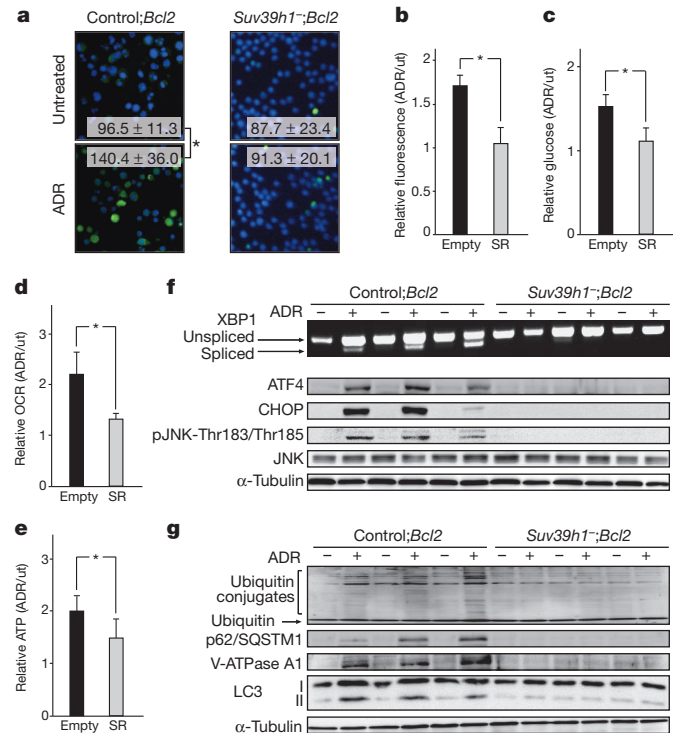 a
Control;Bcl2
Suv39h1–;Bcl2
Untreated
96.5 ± 11.3
87.7 ± 23.4
*
ADR
140.4 ± 36.0
91.3 ± 20.1
b
Relative fluorescence (ADR/ut)
2
1.5
1
0.5
0
*
Empty
SR
c
Relative glucose (ADR/ut)
2
1
0
*
Empty
SR
d
Relative OCR (ADR/ut)
3
2
1
0
*
Empty
SR
e
Relative ATP (ADR/ut)
3
2
1
0
*
Empty
SR
f
Control;Bcl2
Suv39h1–;Bcl2
ADR – + – + – + – + – + – +
XBP1
Unspliced
Spliced
ATF4
CHOP
pJNK-Thr183/Thr185
JNK
α-Tubulin
g
Control;Bcl2
Suv39h1–;Bcl2
ADR – + – + – + – + – + – +
Ubiquitin
conjugates
Ubiquitin
p62/SQSTM1
V-ATPase A1
LC3 I
II
α-Tubulin